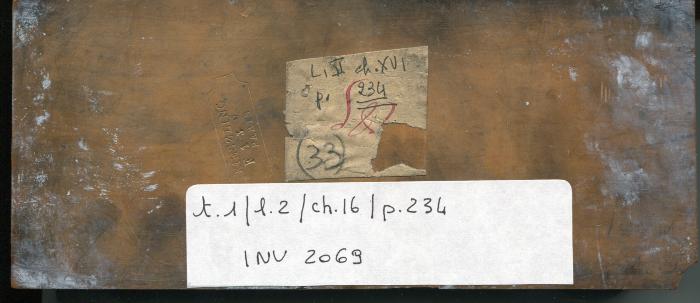 L. II ch. XVI
p. 234
33
t.1/l.2/ch.16/p.234
INV 2069